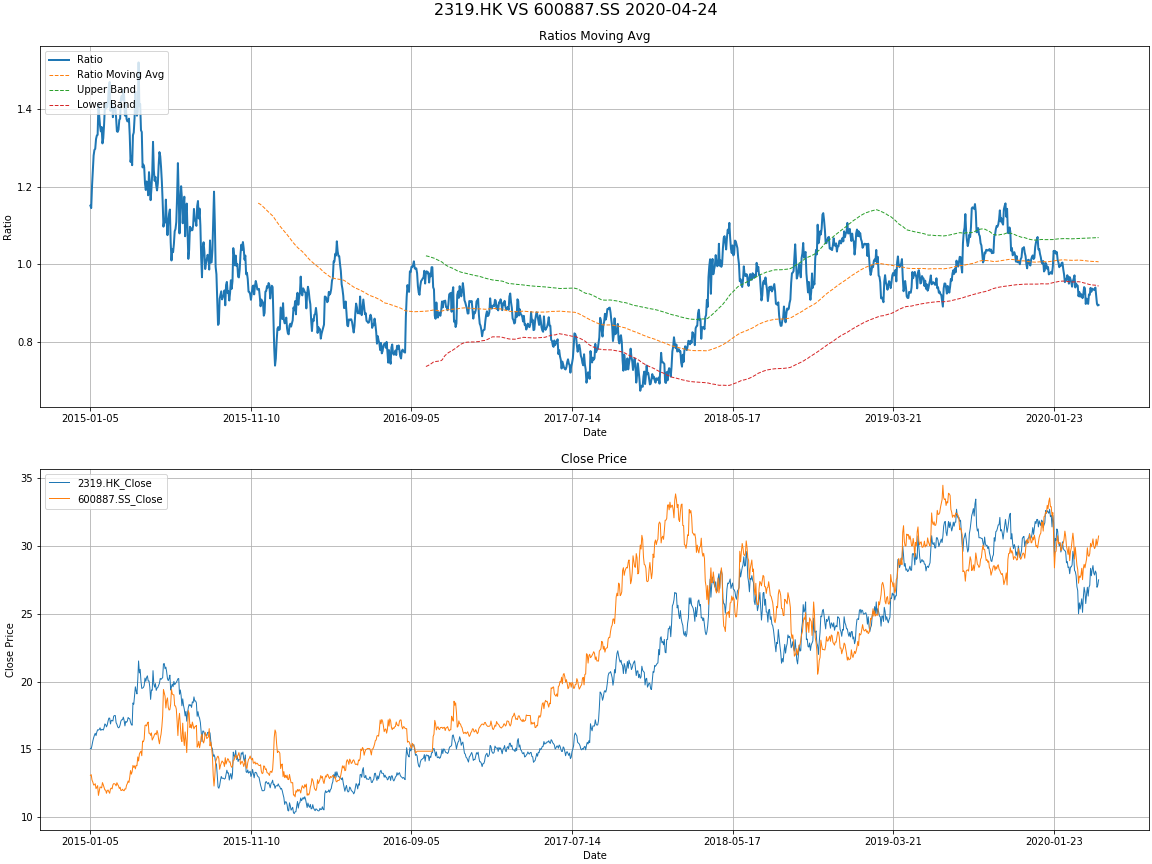 2319.HK VS 600887.SS 2020-04-24
Ratios Moving Avg
Ratio
Ratio Moving Avg
Upper Band
Lower Band
1.4
1.2
1.0
0.8
Ratio
2015-01-05 2015-11-10 2016-09-05 2017-07-14 2018-05-17 2019-03-21 2020-01-23
Date
Close Price
2319.HK_Close
600887.SS_Close
35
30
25
20
15
10
Close Price
2015-01-05 2015-11-10 2016-09-05 2017-07-14 2018-05-17 2019-03-21 2020-01-23
Date